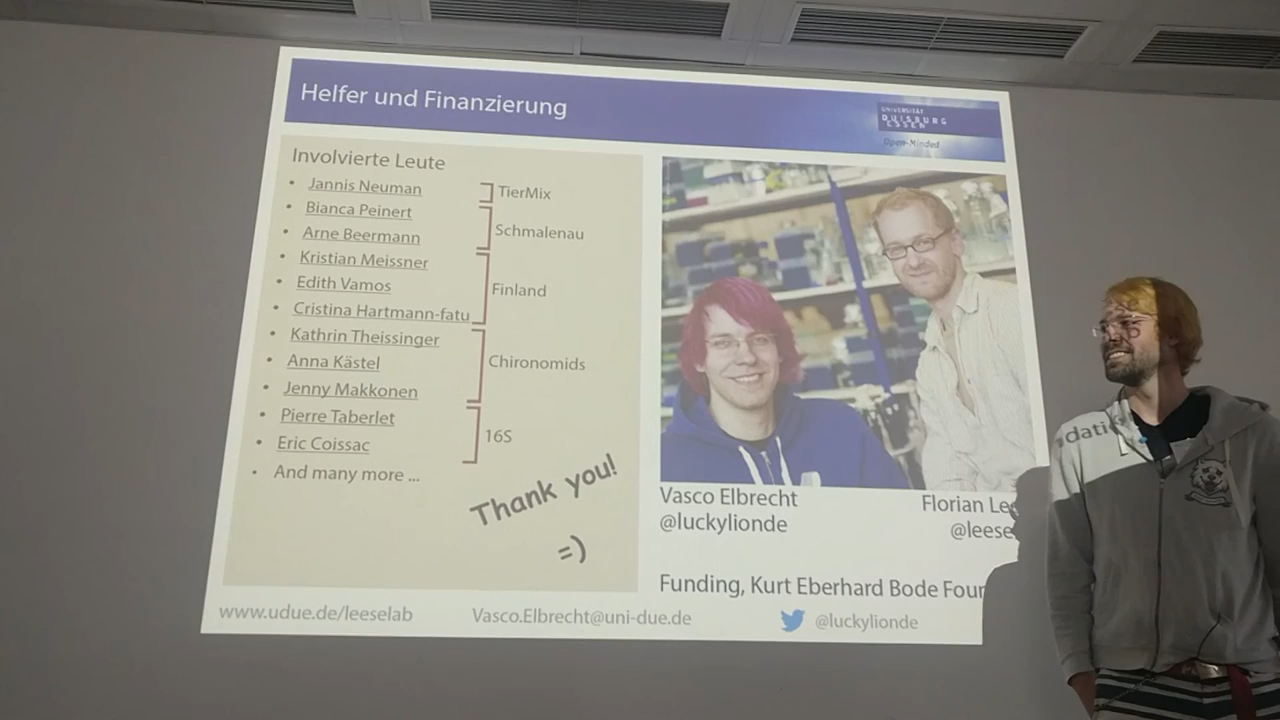 Helfer und Finanzierung
UNIVERSITÄT
DUISBURG
ESSEN
Open-Minded
Involvierte Leute
• Jannis Neuman
• Bianca Peinert
• Arne Beermann
• Kristian Meissner
• Edith Vamos
• Cristina Hartmann-fatu
• Kathrin Theissinger
• Anna Kästel
• Jenny Makkonen
• Pierre Taberlet
• Eric Coissac
• And many more ...
TierMix
Schmalenau
Finland
Chironomids
16S
Thank you!
=)
Vasco Elbrecht
@luckylionde
Florian Lee
@leese
Funding, Kurt Eberhard Bode Foun
dati
www.udue.de/leeselab
Vasco.Elbrecht@uni-due.de
@luckylionde